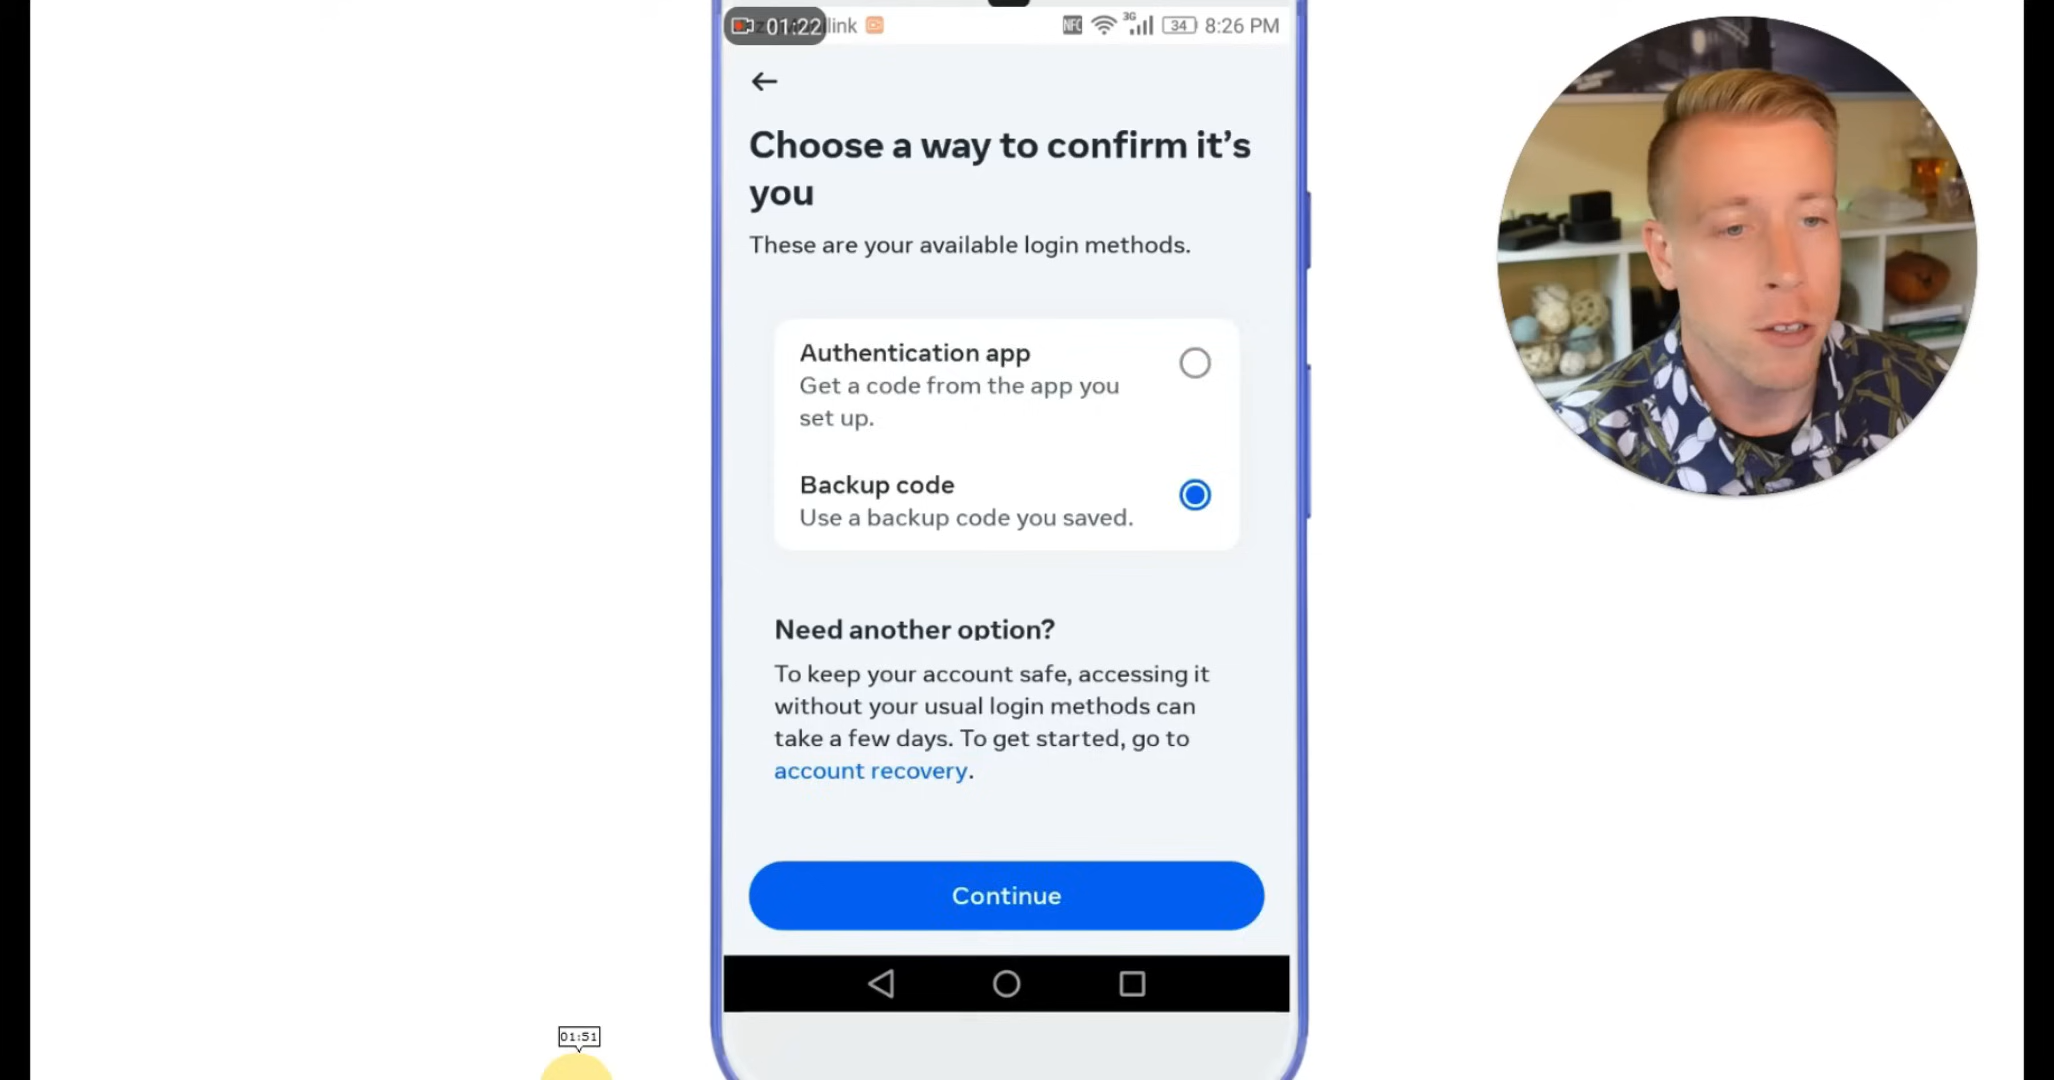 01:22 link 3G 34 8:26 PM
NFC
Choose a way to confirm it’s
you
These are your available login methods.
Authentication app
Get a code from the app you
set up.
Backup code
Use a backup code you saved.
Need another option?
To keep your account safe, accessing it
without your usual login methods can
take a few days. To get started, go to
account recovery.
Continue
01:51